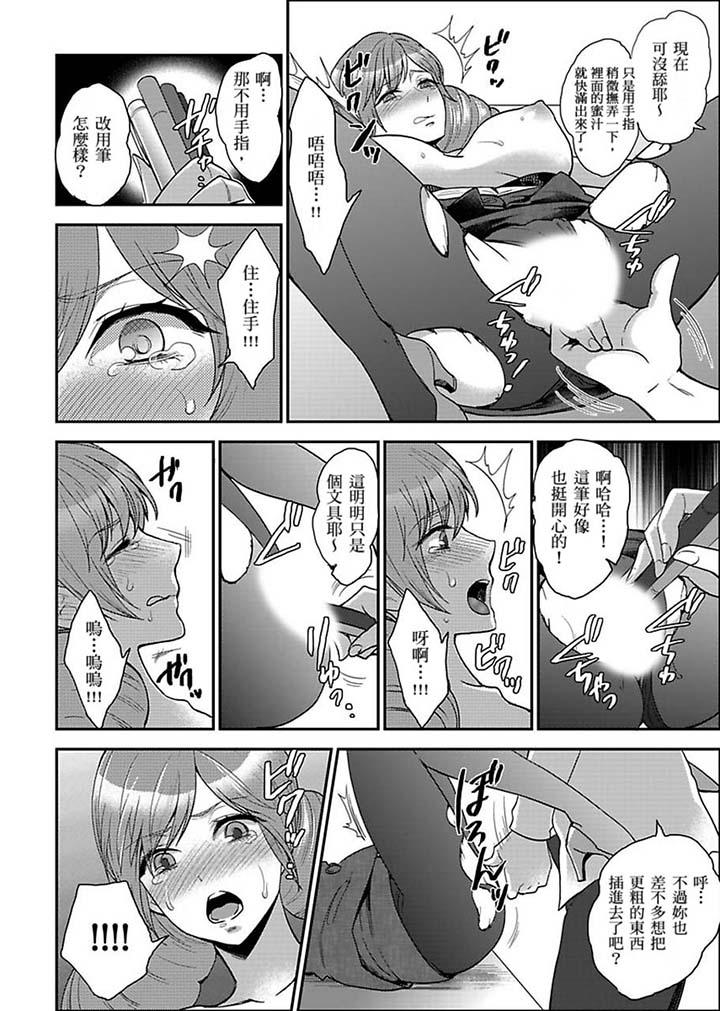 現在
可沒舔耶～
只是用手指
稍微撫弄一下，
裡面的蜜汁
就快滿出來了。
唔唔唔…!!
啊…
那不用手指，
改用筆
怎麼樣？
住…住手!!!
啊哈哈…！
這筆好像
也挺開心的！
呀啊…!!!
這明明只是
個文具耶～
嗚…嗚嗚!!!
呼…
不過妳也
差不多想把
更粗的東西
插進去了吧？
!!!!